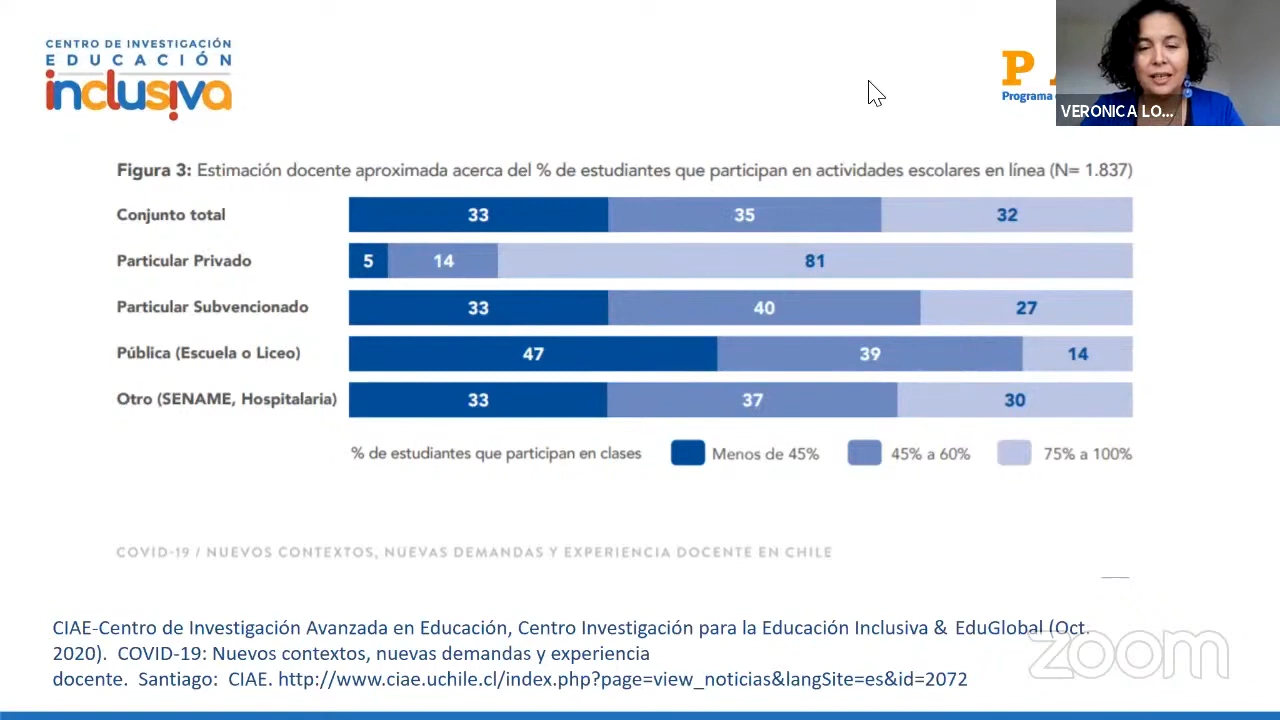 CENTRO DE INVESTIGACIÓN
EDUCACIÓN
inclusiva
P
Programa
VERONICA LO...
Figura 3: Estimación docente aproximada acerca del % de estudiantes que participan en actividades escolares en línea (N= 1.837)
Conjunto total 33 35 32
Particular Privado 5 14 81
Particular Subvencionado 33 40 27
Pública (Escuela o Liceo) 47 39 14
Otro (SENAME, Hospitalaria) 33 37 30
% de estudiantes que participan en clases Menos de 45% 45% a 60% 75% a 100%
COVID-19 / NUEVOS CONTEXTOS, NUEVAS DEMANDAS Y EXPERIENCIA DOCENTE EN CHILE
CIAE-Centro de Investigación Avanzada en Educación, Centro Investigación para la Educación Inclusiva & EduGlobal (Oct.
2020). COVID-19: Nuevos contextos, nuevas demandas y experiencia
docente. Santiago: CIAE. http://www.ciae.uchile.cl/index.php?page=view_noticias&langSite=es&id=2072
zoom